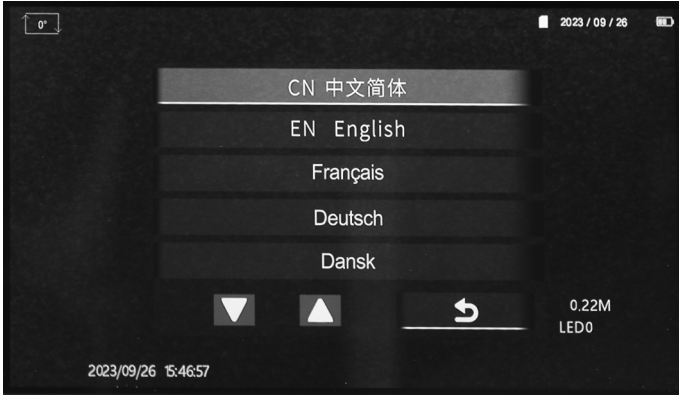 0°
2023 / 09 / 26
CN 中文简体
EN English
Français
Deutsch
Dansk
0.22M
LED0
2023/09/26 15:46:57